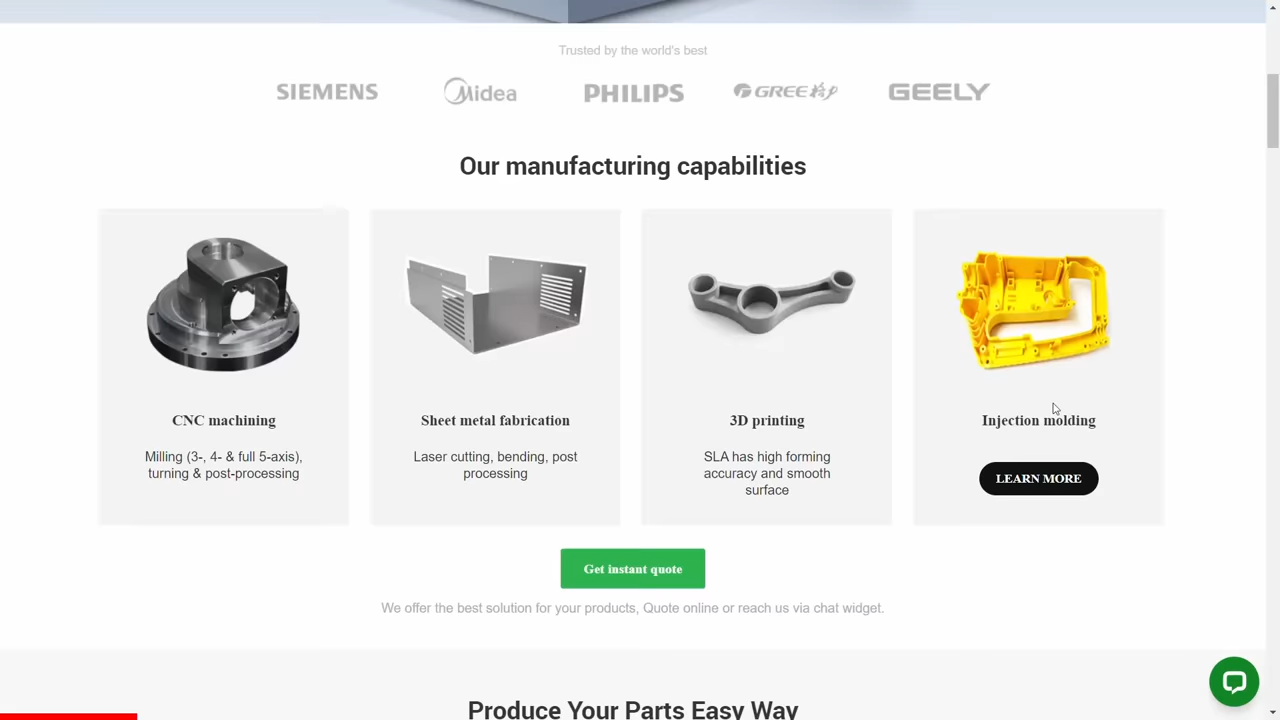 Trusted by the world's best
SIEMENS Midea PHILIPS GREE 格力 GEELY
Our manufacturing capabilities
CNC machining
Milling (3-, 4- & full 5-axis),
turning & post-processing
Sheet metal fabrication
Laser cutting, bending, post
processing
3D printing
SLA has high forming
accuracy and smooth
surface
Injection molding
LEARN MORE
Get instant quote
We offer the best solution for your products, Quote online or reach us via chat widget.
Produce Your Parts Easy Way